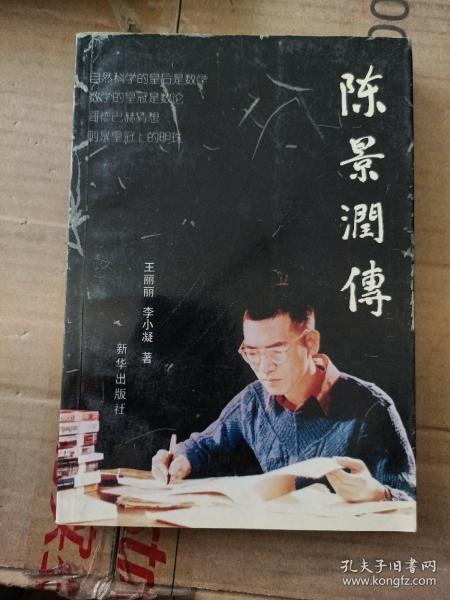 自然科学的皇后是数学
数学的皇冠是数论
哥德巴赫猜想
则是皇冠上的明珠
陈景潤傳
王丽丽 李小凝 著
新华出版社
孔夫子旧书网
www.kongfz.com